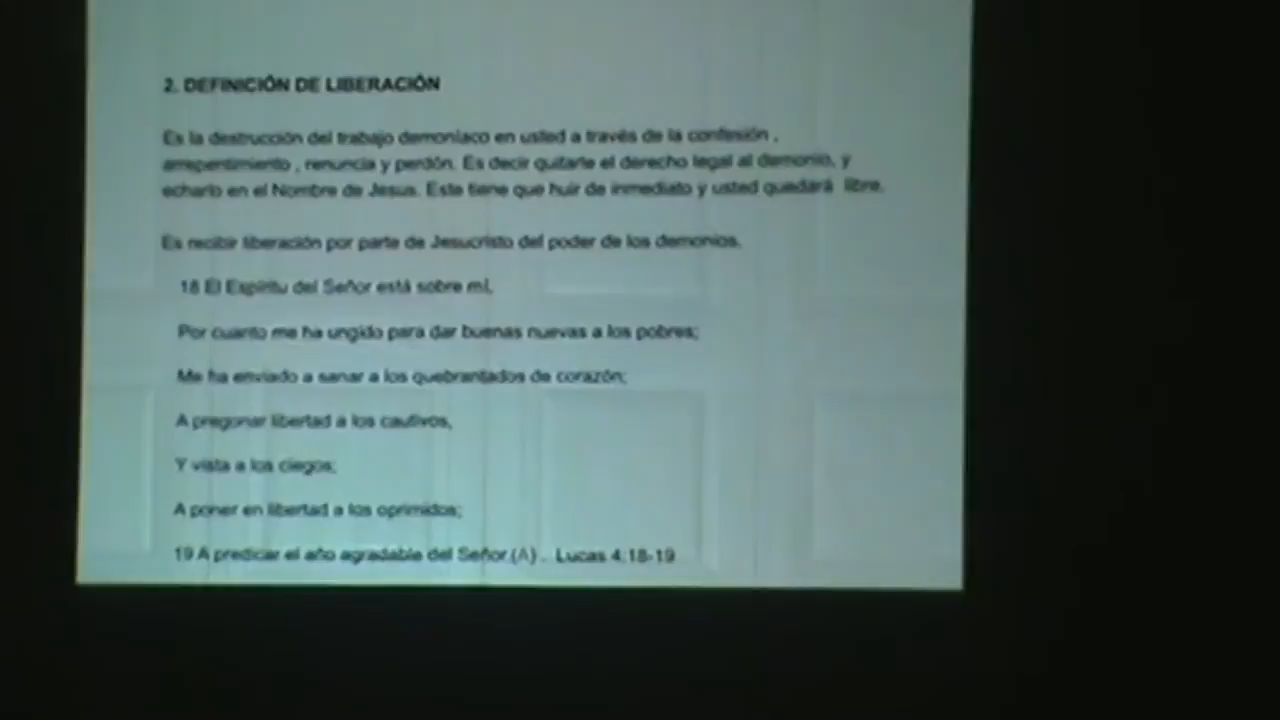 2. DEFINICIÓN DE LIBERACIÓN
Es la destrucción del trabajo demoníaco en usted a través de la confesión ,
arrepentimiento , renuncia y perdón. Es decir quitarle el derecho legal al demonio, y
echarlo en el Nombre de Jesus. Este tiene que huir de inmediato y usted quedará libre.
Es recibir liberación por parte de Jesucristo del poder de los demonios.
18 El Espíritu del Señor está sobre mí,
Por cuanto me ha ungido para dar buenas nuevas a los pobres;
Me ha enviado a sanar a los quebrantados de corazón;
A pregonar libertad a los cautivos,
Y vista a los ciegos;
A poner en libertad a los oprimidos;
19 A predicar el año agradable del Señor.(A) . Lucas 4:18-19